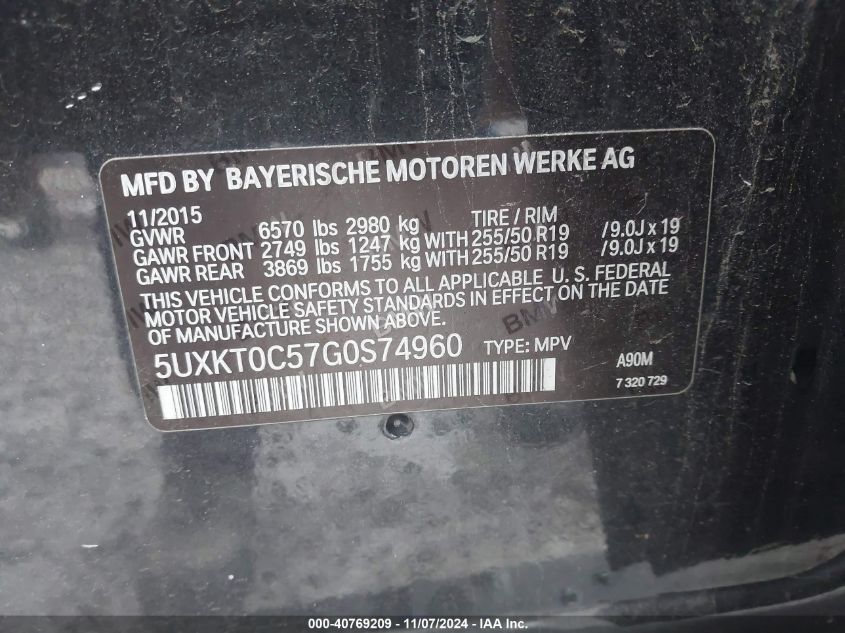 MFD BY BAYERISCHE MOTOREN WERKE AG
11/2015 TIRE / RIM
GVWR 6570 lbs 2980 kg
GAWR FRONT 2749 lbs 1247 kg WITH 255/50 R19 /9.0J x 19
GAWR REAR 3869 lbs 1755 kg WITH 255/50 R19 /9.0J x 19
THIS VEHICLE CONFORMS TO ALL APPLICABLE U. S. FEDERAL
MOTOR VEHICLE SAFETY STANDARDS IN EFFECT ON THE DATE
OF MANUFACTURE SHOWN ABOVE.
5UXKT0C57G0S74960 TYPE: MPV
A90M
7 320 729
000-40769209 - 11/07/2024 - IAA Inc.